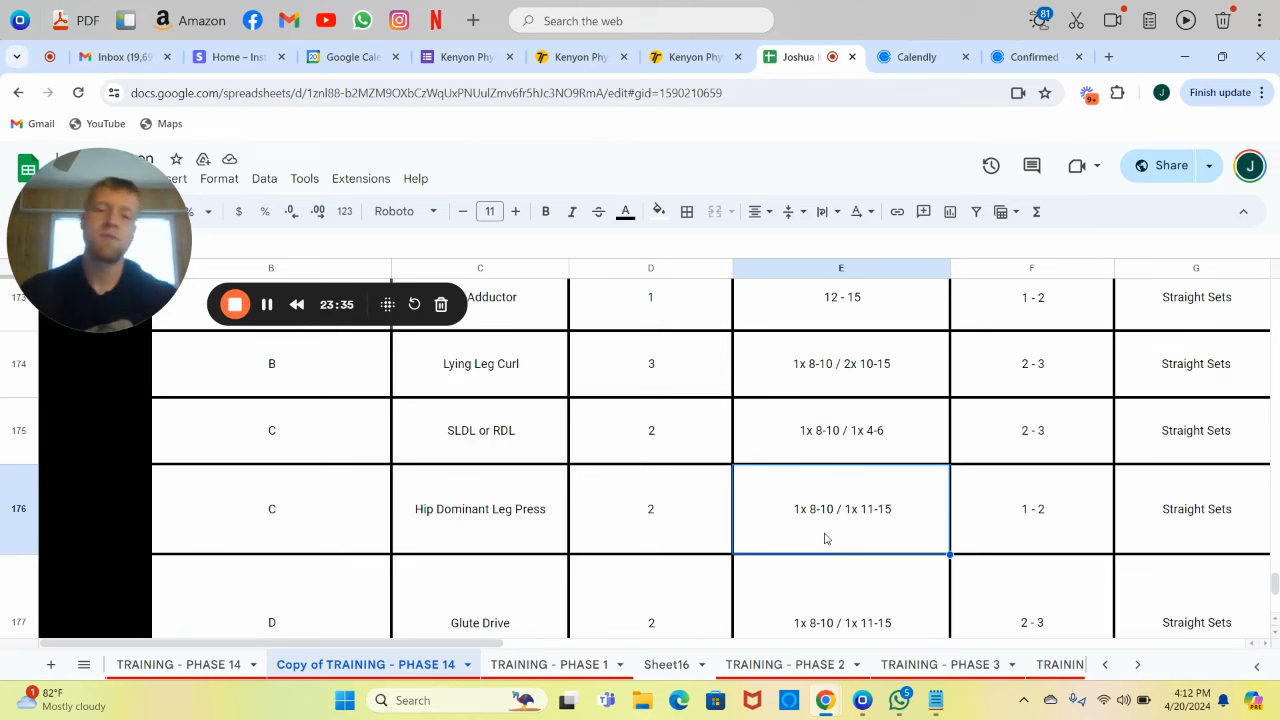 PDF
Amazon
Search the web
81
Inbox (19,69
Home – Inst
Google Cale
Kenyon Phy
Kenyon Phy
Kenyon Phy
Joshua
Calendly
Confirmed
docs.google.com/spreadsheets/d/1znl88-b2MZM9OXbCzWqUxPNUulZmv6fr5hJc3NO9RmA/edit#gid=1590210659
9+
J
Finish update
Gmail
YouTube
Maps
Share
J
Format
Data
Tools
Extensions
Help
%
$
%
.0
.00
123
Roboto
11
B
I
S
A
B
C
D
E
F
G
173
Adductor
1
12 - 15
1 - 2
Straight Sets
23:35
174
B
Lying Leg Curl
3
1x 8-10 / 2x 10-15
2 - 3
Straight Sets
175
C
SLDL or RDL
2
1x 8-10 / 1x 4-6
2 - 3
Straight Sets
176
C
Hip Dominant Leg Press
2
1x 8-10 / 1x 11-15
1 - 2
Straight Sets
177
D
Glute Drive
2
1x 8-10 / 1x 11-15
2 - 3
Straight Sets
TRAINING - PHASE 14
Copy of TRAINING - PHASE 14
TRAINING - PHASE 1
Sheet16
TRAINING - PHASE 2
TRAINING - PHASE 3
TRAININ
1
82°F
Mostly cloudy
Search
5
4:12 PM
4/20/2024
PRE